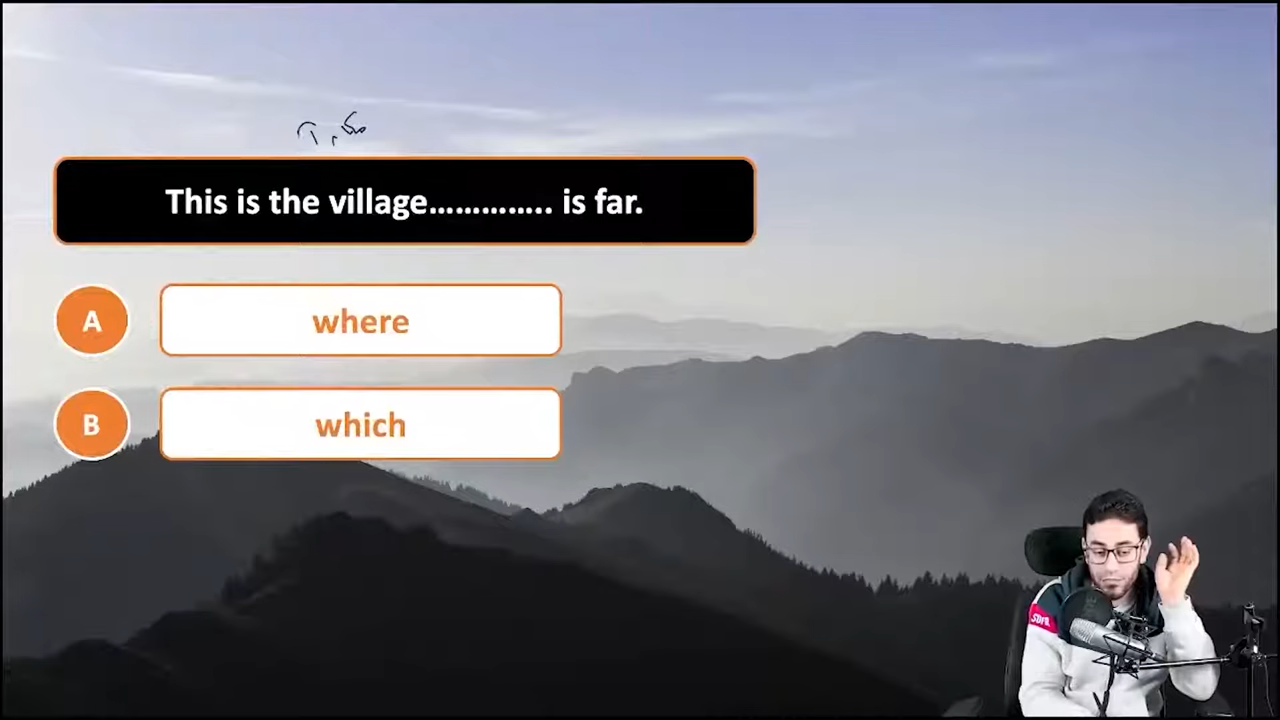 This is the village………….. is far.
A where
B which